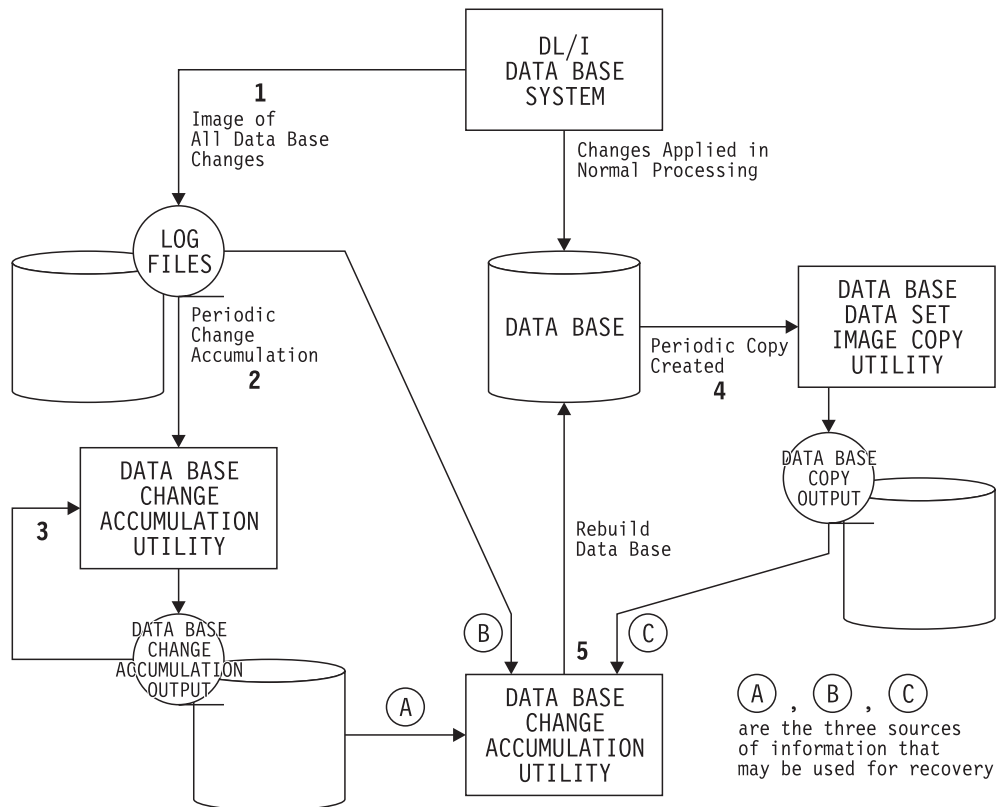 DL/I
DATA BASE
SYSTEM
1
Image of
All Data Base
Changes
Changes Applied in
Normal Processing
LOG
FILES
Periodic
Change
Accumulation
2
DATA BASE
Periodic Copy
Created
4
DATA BASE
DATA SET
IMAGE COPY
UTILITY
DATA BASE
COPY
OUTPUT
3
DATA BASE
CHANGE
ACCUMULATION
UTILITY
Rebuild
Data Base
DATA BASE
CHANGE
ACCUMULATION
OUTPUT
A
B
5
C
DATA BASE
CHANGE
ACCUMULATION
UTILITY
A , B , C
are the three sources
of information that
may be used for recovery